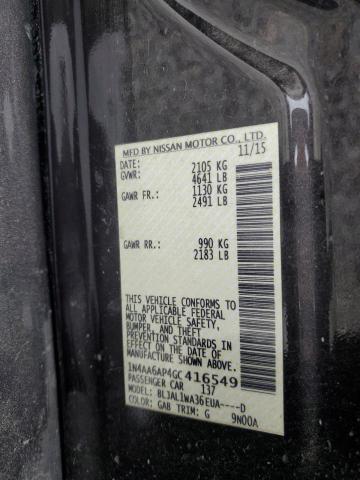 MFD BY NISSAN MOTOR CO., LTD.
DATE: 11/15
GVWR: 2105 KG
4641 LB
GAWR FR.: 1130 KG
2491 LB
GAWR RR.: 990 KG
2183 LB
THIS VEHICLE CONFORMS TO
ALL APPLICABLE FEDERAL
MOTOR VEHICLE SAFETY,
BUMPER, AND THEFT
PREVENTION STANDARDS IN
EFFECT ON THE DATE OF
MANUFACTURE SHOWN ABOVE.
1N4AA6AP4GC416549
PASSENGER CAR 137
MODEL: BLJAL1WA36EUA----D
COLOR: GAB TRIM: G 9N00A